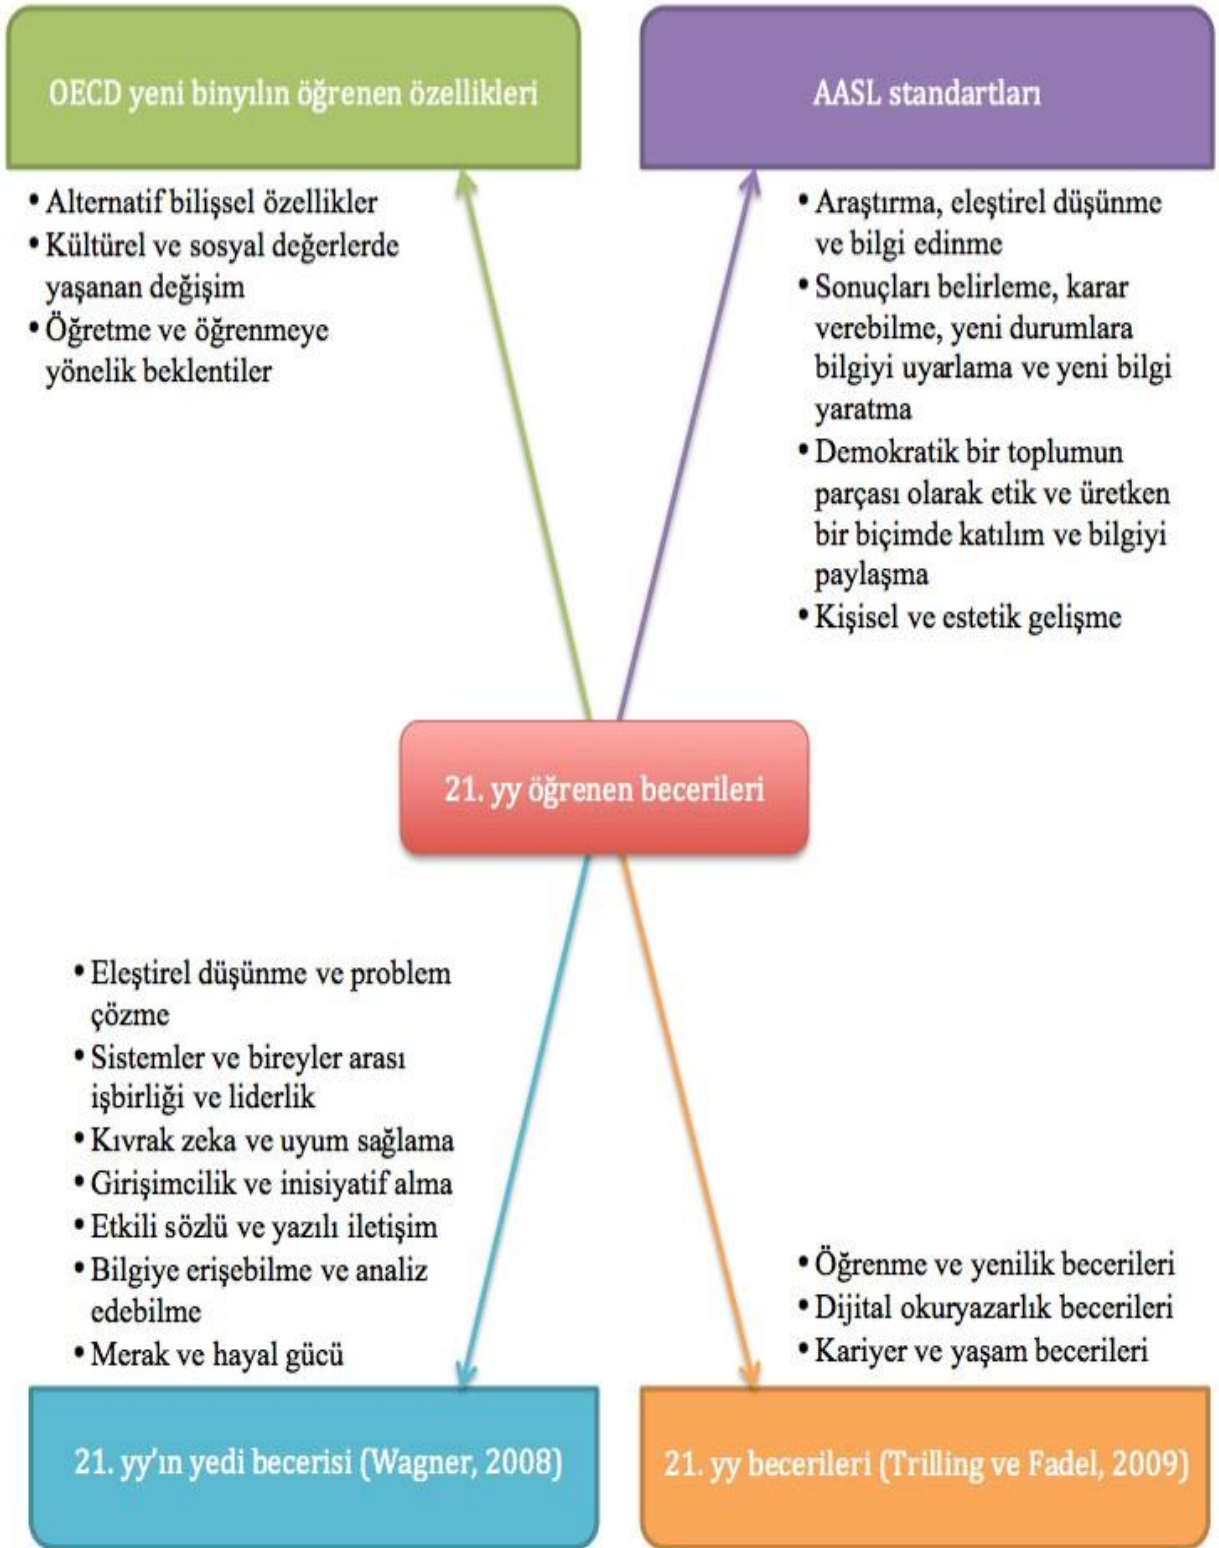 OECD yeni binyılın öğrenen özellikleri
• Alternatif bilişsel özellikler
• Kültürel ve sosyal değerlerde
yaşanan değişim
• Öğretme ve öğrenmeye
yönelik beklentiler
AASL standartları
• Araştırma, eleştirel düşünme
ve bilgi edinme
• Sonuçları belirleme, karar
verebilme, yeni durumlara
bilgiyi uyarlama ve yeni bilgi
yaratma
• Demokratik bir toplumun
parçası olarak etik ve üretken
bir biçimde katılım ve bilgiyi
paylaşma
• Kişisel ve estetik gelişme
21. yy öğrenen becerileri
• Eleştirel düşünme ve problem
çözme
• Sistemler ve bireyler arası
işbirliği ve liderlik
• Kıvrak zeka ve uyum sağlama
• Girişimcilik ve inisiyatif alma
• Etkili sözlü ve yazılı iletişim
• Bilgiye erişebilme ve analiz
edebilme
• Merak ve hayal gücü
21. yy'ın yedi becerisi (Wagner, 2008)
• Öğrenme ve yenilik becerileri
• Dijital okuryazarlık becerileri
• Kariyer ve yaşam becerileri
21. yy becerileri (Trilling ve Fadel, 2009)